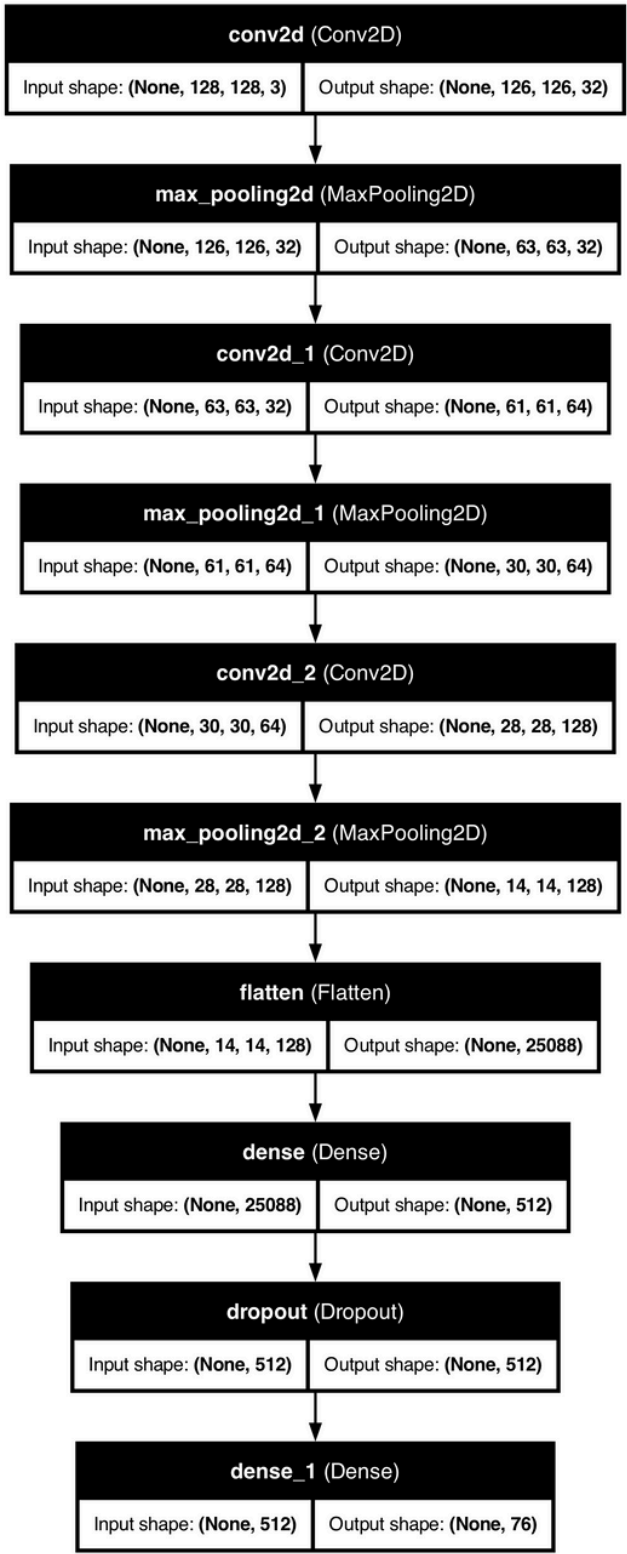 conv2d (Conv2D)
Input shape: (None, 128, 128, 3) Output shape: (None, 126, 126, 32)
max_pooling2d (MaxPooling2D)
Input shape: (None, 126, 126, 32) Output shape: (None, 63, 63, 32)
conv2d_1 (Conv2D)
Input shape: (None, 63, 63, 32) Output shape: (None, 61, 61, 64)
max_pooling2d_1 (MaxPooling2D)
Input shape: (None, 61, 61, 64) Output shape: (None, 30, 30, 64)
conv2d_2 (Conv2D)
Input shape: (None, 30, 30, 64) Output shape: (None, 28, 28, 128)
max_pooling2d_2 (MaxPooling2D)
Input shape: (None, 28, 28, 128) Output shape: (None, 14, 14, 128)
flatten (Flatten)
Input shape: (None, 14, 14, 128) Output shape: (None, 25088)
dense (Dense)
Input shape: (None, 25088) Output shape: (None, 512)
dropout (Dropout)
Input shape: (None, 512) Output shape: (None, 512)
dense_1 (Dense)
Input shape: (None, 512) Output shape: (None, 76)